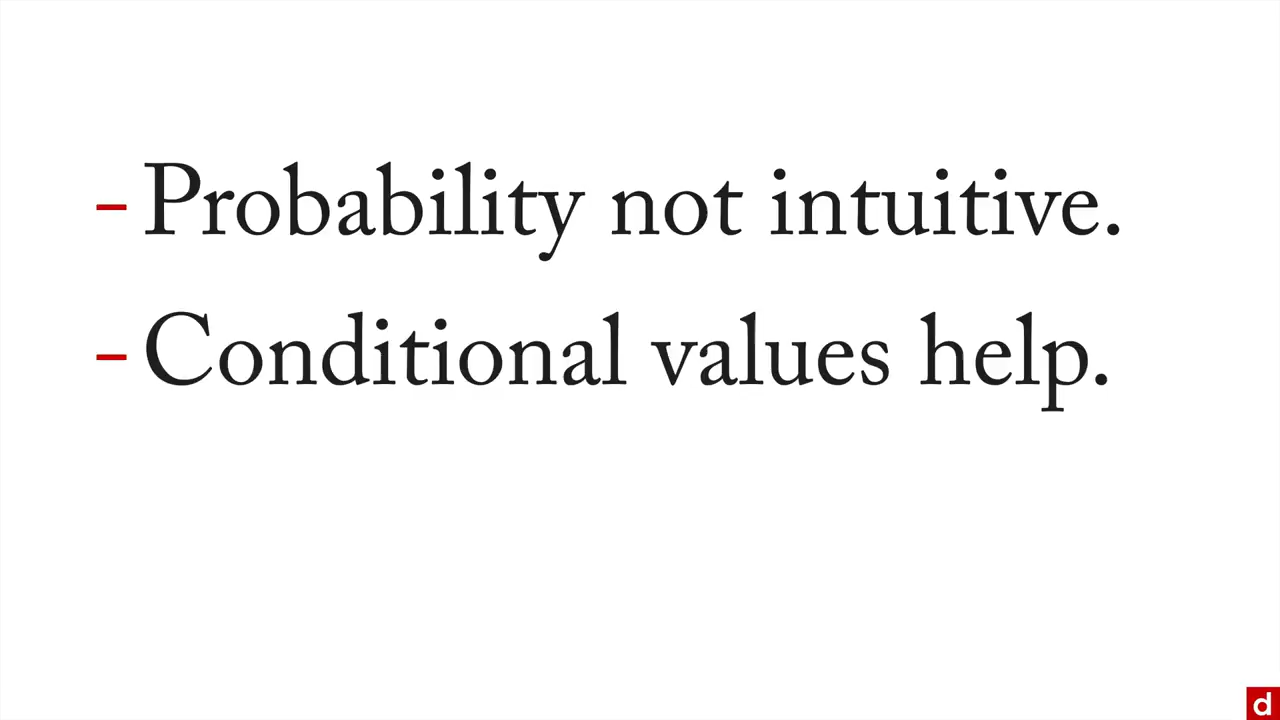 - Probability not intuitive.
- Conditional values help.
d